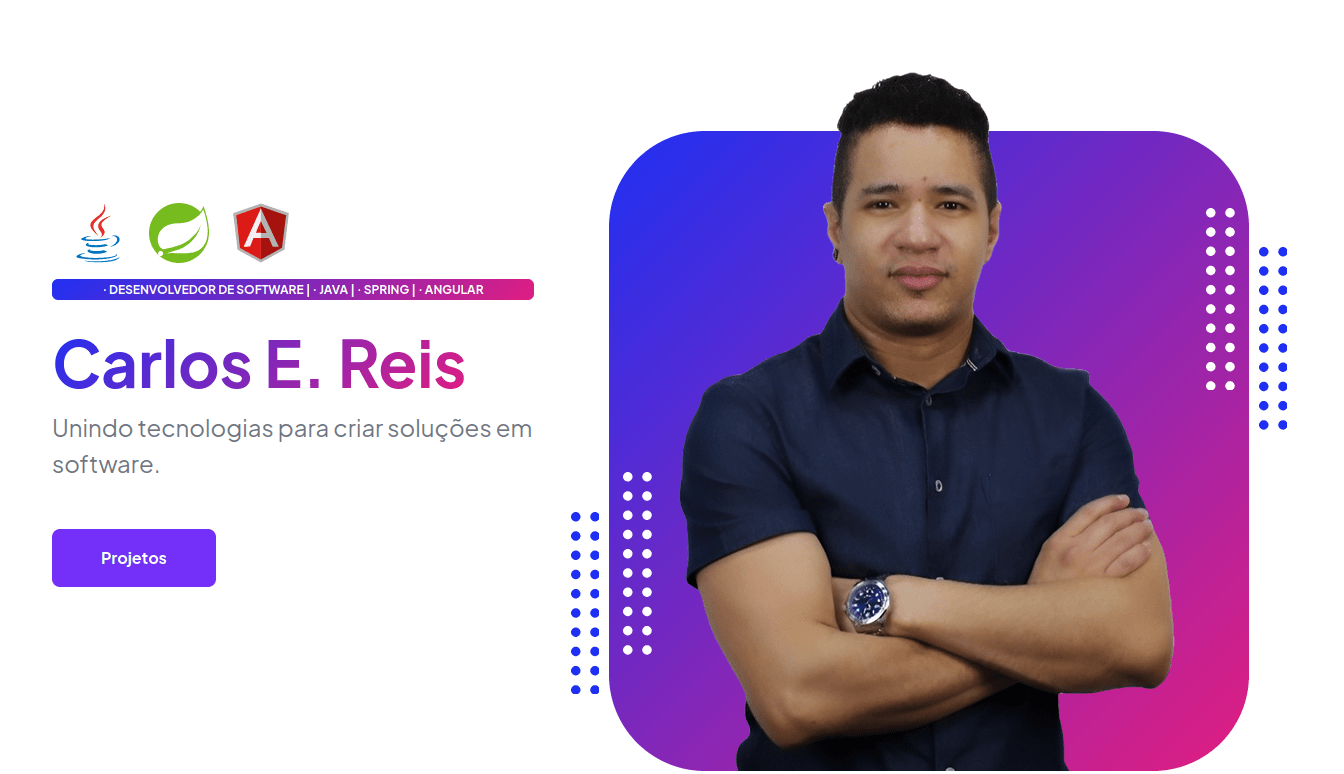 · DESENVOLVEDOR DE SOFTWARE | · JAVA | · SPRING | · ANGULAR
Carlos E. Reis
Unindo tecnologias para criar soluções em
software.
Projetos